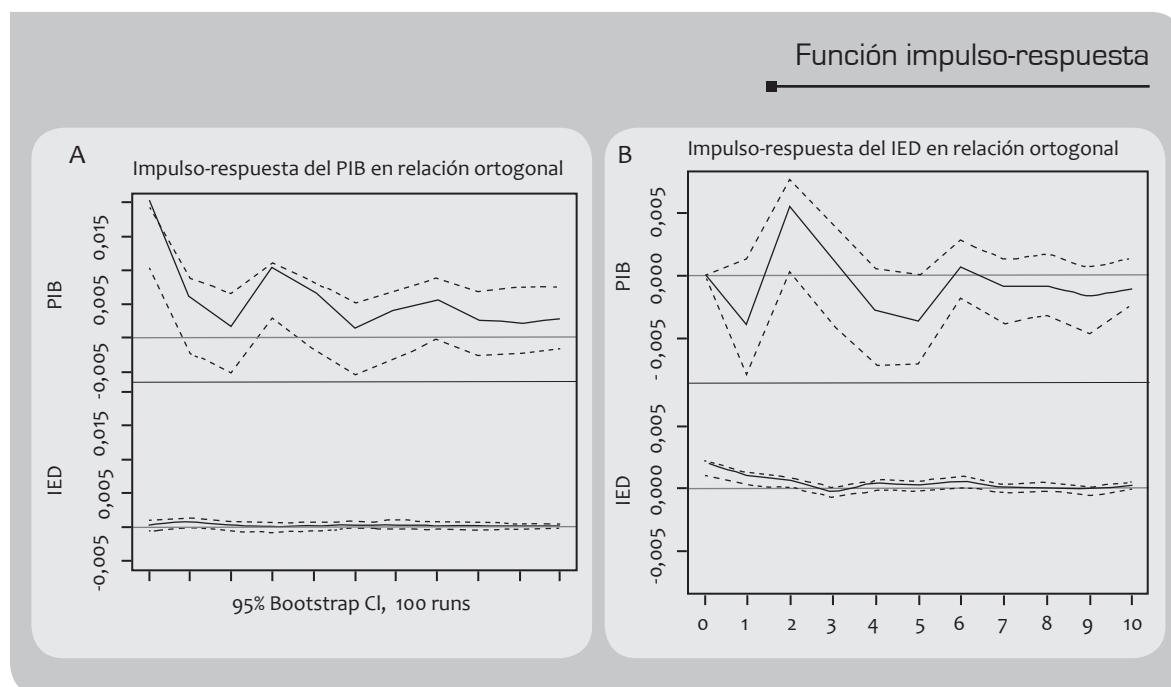 Función impulso-respuesta
A
Impulso-respuesta del PIB en relación ortogonal
PIB
0,015
0,005
-0,005
IED
0,015
0,005
-0,005
95% Bootstrap Cl, 100 runs
B
Impulso-respuesta del IED en relación ortogonal
PIB
0,005
0,000
- 0,005
IED
0,005
0,000
-0,005
0 1 2 3 4 5 6 7 8 9 10